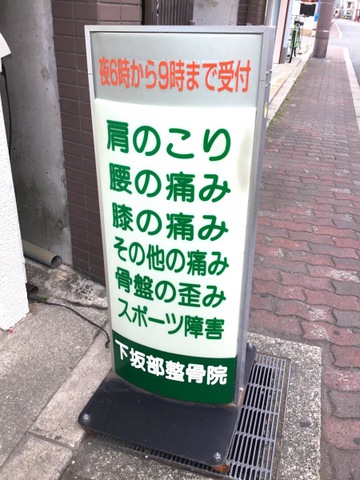 夜6時から9時まで受付
肩のこり
腰の痛み
膝の痛み
その他の痛み
骨盤の歪み
スポーツ障害
下坂部整骨院